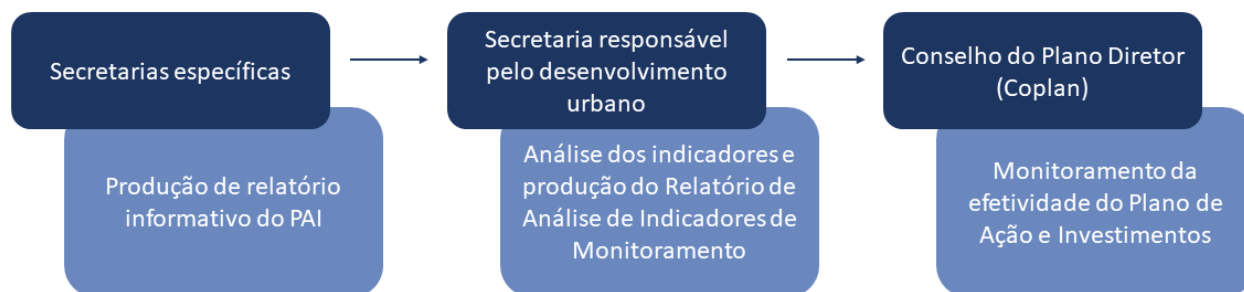 Secretarias específicas
Produção de relatório
informativo do PAI
Secretaria responsável
pelo desenvolvimento
urbano
Análise dos indicadores e
produção do Relatório de
Análise de Indicadores de
Monitoramento
Conselho do Plano Diretor
(Coplan)
Monitoramento da
efetividade do Plano de
Ação e Investimentos